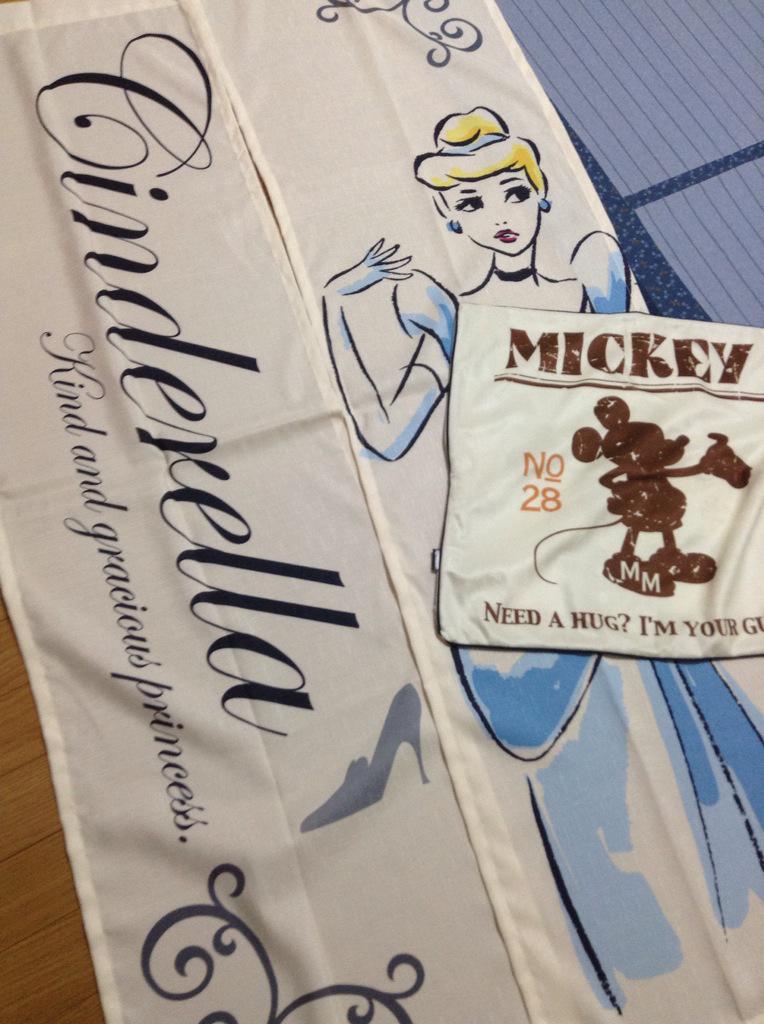 Cinderella
Kind and gracious princess.
MICKEY
NO
28
MM
NEED A HUG? I'M YOUR GU